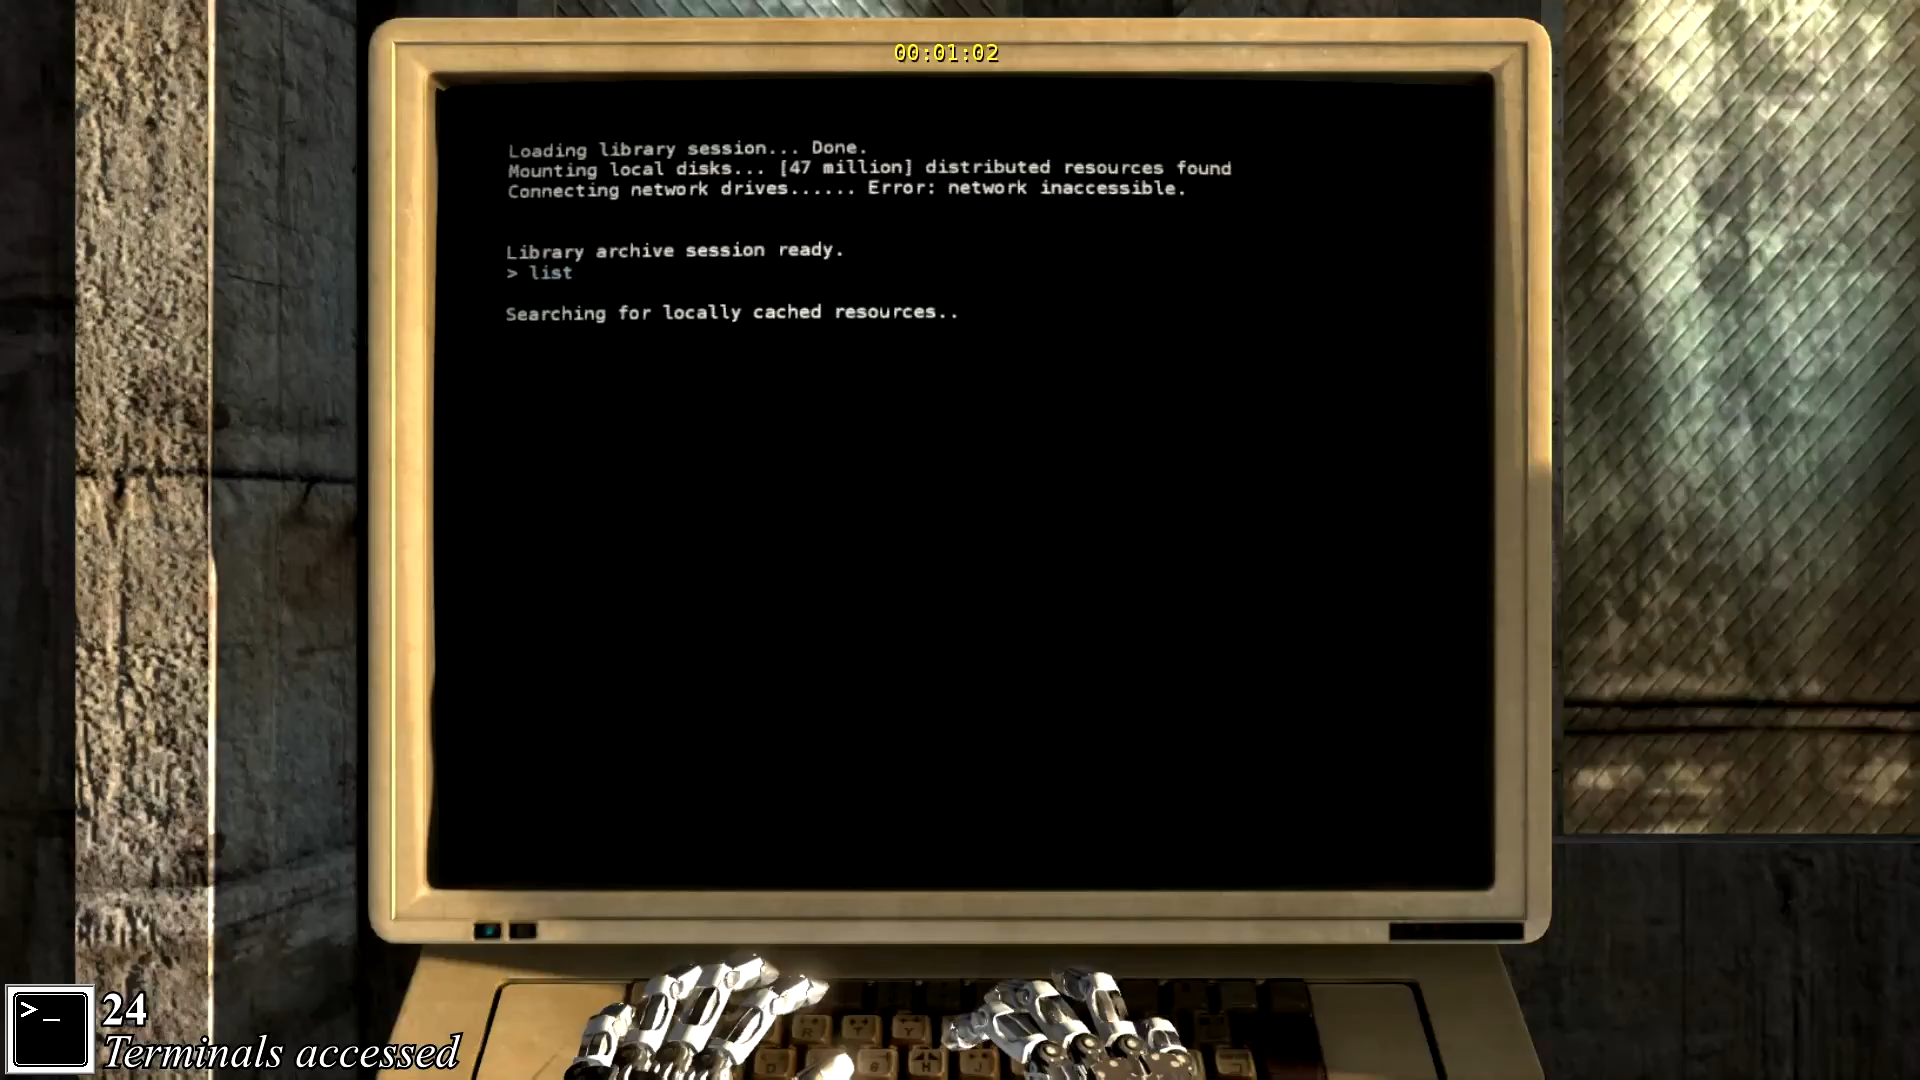 00:01:02
Loading library session... Done.
Mounting local disks... [47 million] distributed resources found
Connecting network drives...... Error: network inaccessible.
Library archive session ready.
> list
Searching for locally cached resources..
>_
24
Terminals accessed